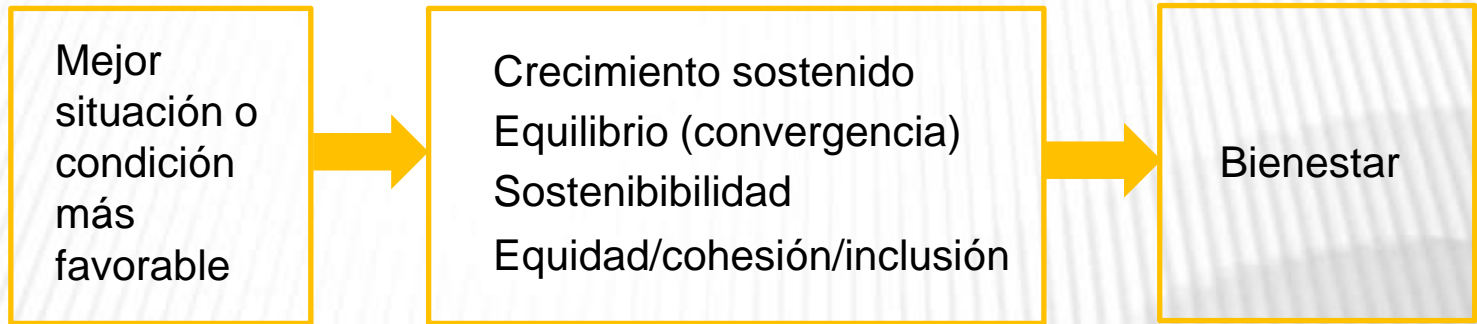 Mejor
situación o
condición
más
favorable
Crecimiento sostenido
Equilibrio (convergencia)
Sostenibibilidad
Equidad/cohesión/inclusión
Bienestar